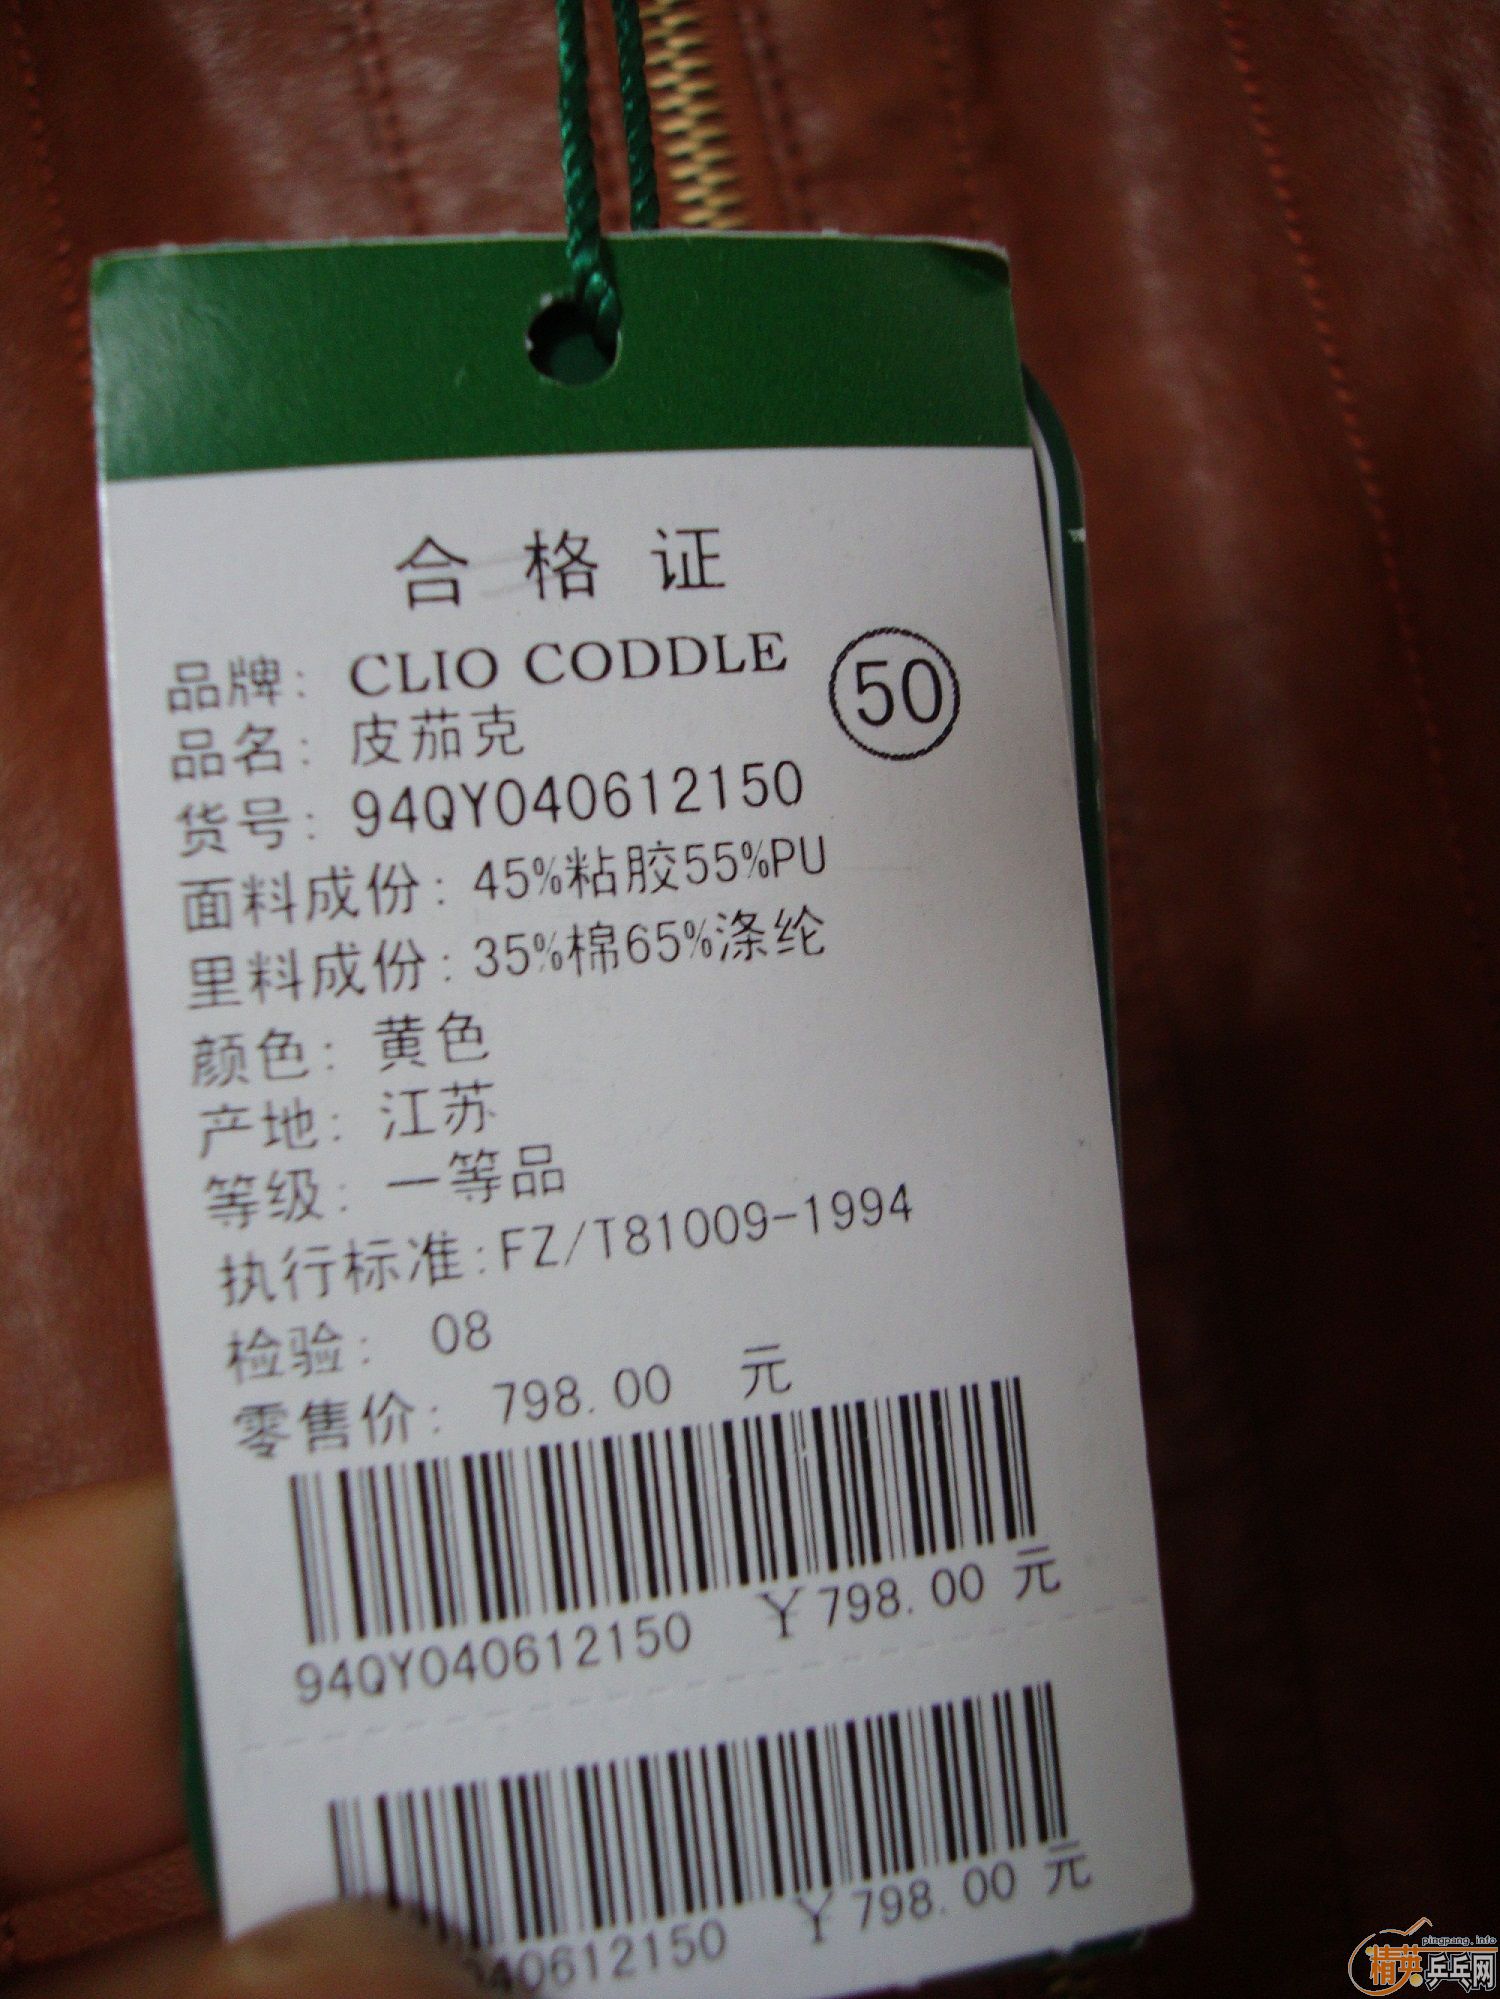 合格证
品牌: CLIO CODDLE
50
品名: 皮茄克
货号: 94QY040612150
面料成份: 45%粘胶55%PU
里料成份: 35%棉65%涤纶
颜色: 黄色
产地: 江苏
等级: 一等品
执行标准:FZ/T81009-1994
检验: 08
零售价: 798.00 元
94QY040612150 ¥798.00 元
040612150 ¥798.00 元
pingpang.info
精英乒乓网